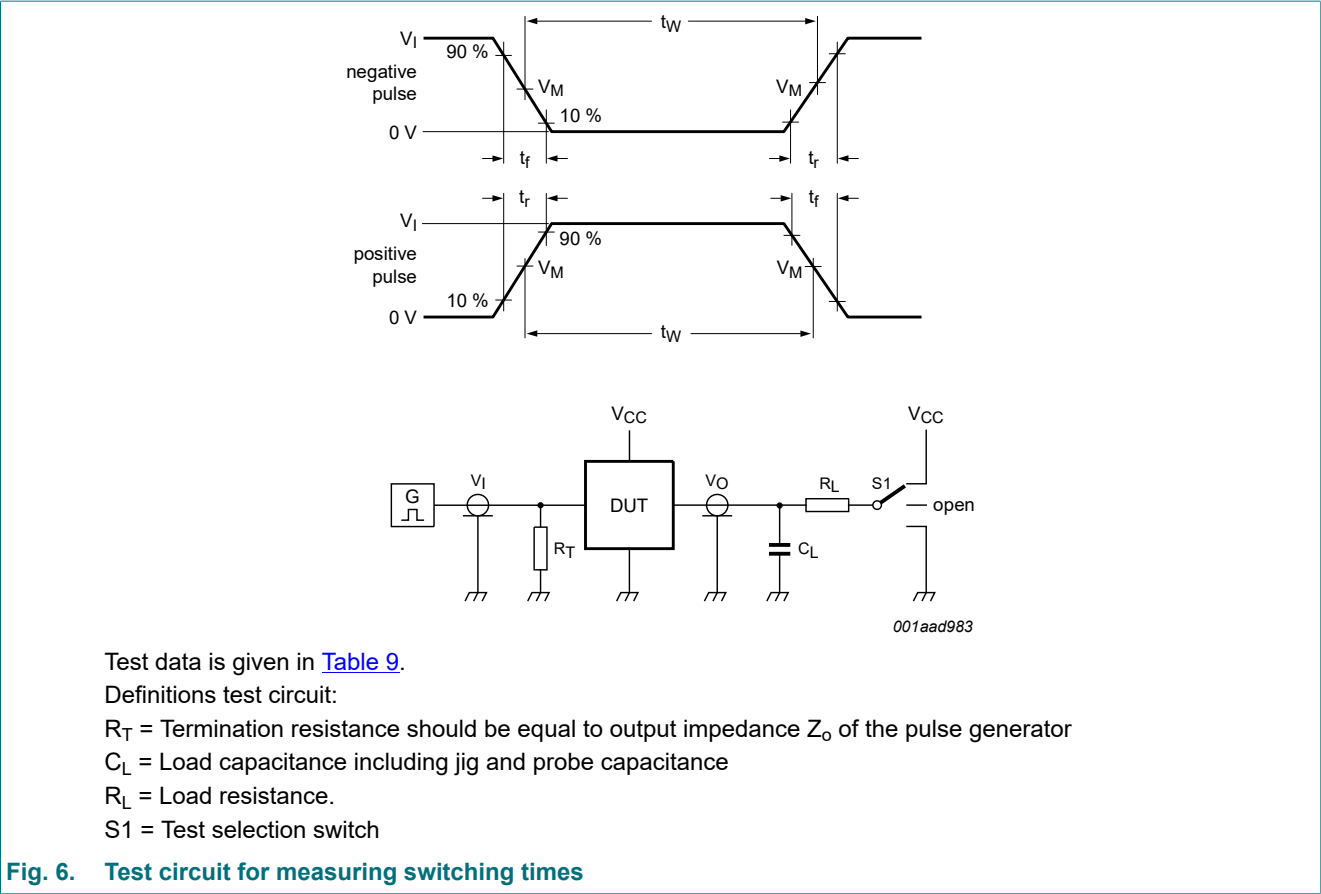 tW
VI
90 %
negative
pulse
VM
VM
10 %
0 V
tf
tr
tr
tf
VI
90 %
positive
pulse
VM
VM
10 %
0 V
tW
VCC
VCC
G
VI
DUT
VO
RL
S1
open
RT
CL
001aad983
Test data is given in Table 9.
Definitions test circuit:
RT = Termination resistance should be equal to output impedance Zo of the pulse generator
CL = Load capacitance including jig and probe capacitance
RL = Load resistance.
S1 = Test selection switch
Fig. 6. Test circuit for measuring switching times